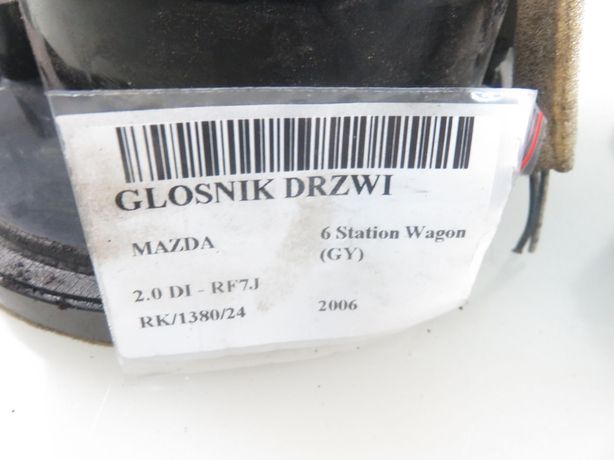 GLOSNIK DRZWI
MAZDA
6 Station Wagon
(GY)
2.0 DI - RF7J
RK/1380/24
2006